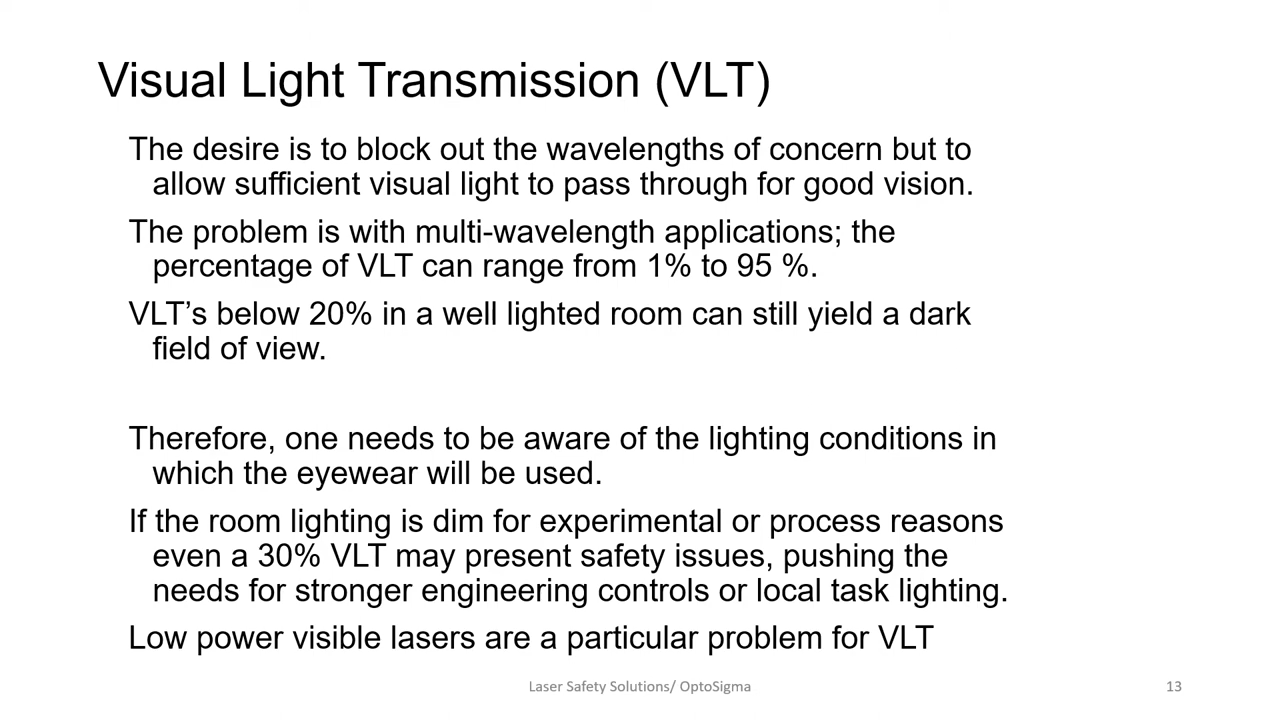 Visual Light Transmission (VLT)
The desire is to block out the wavelengths of concern but to
allow sufficient visual light to pass through for good vision.
The problem is with multi-wavelength applications; the
percentage of VLT can range from 1% to 95 %.
VLT’s below 20% in a well lighted room can still yield a dark
field of view.
Therefore, one needs to be aware of the lighting conditions in
which the eyewear will be used.
If the room lighting is dim for experimental or process reasons
even a 30% VLT may present safety issues, pushing the
needs for stronger engineering controls or local task lighting.
Low power visible lasers are a particular problem for VLT
Laser Safety Solutions/ OptoSigma
13